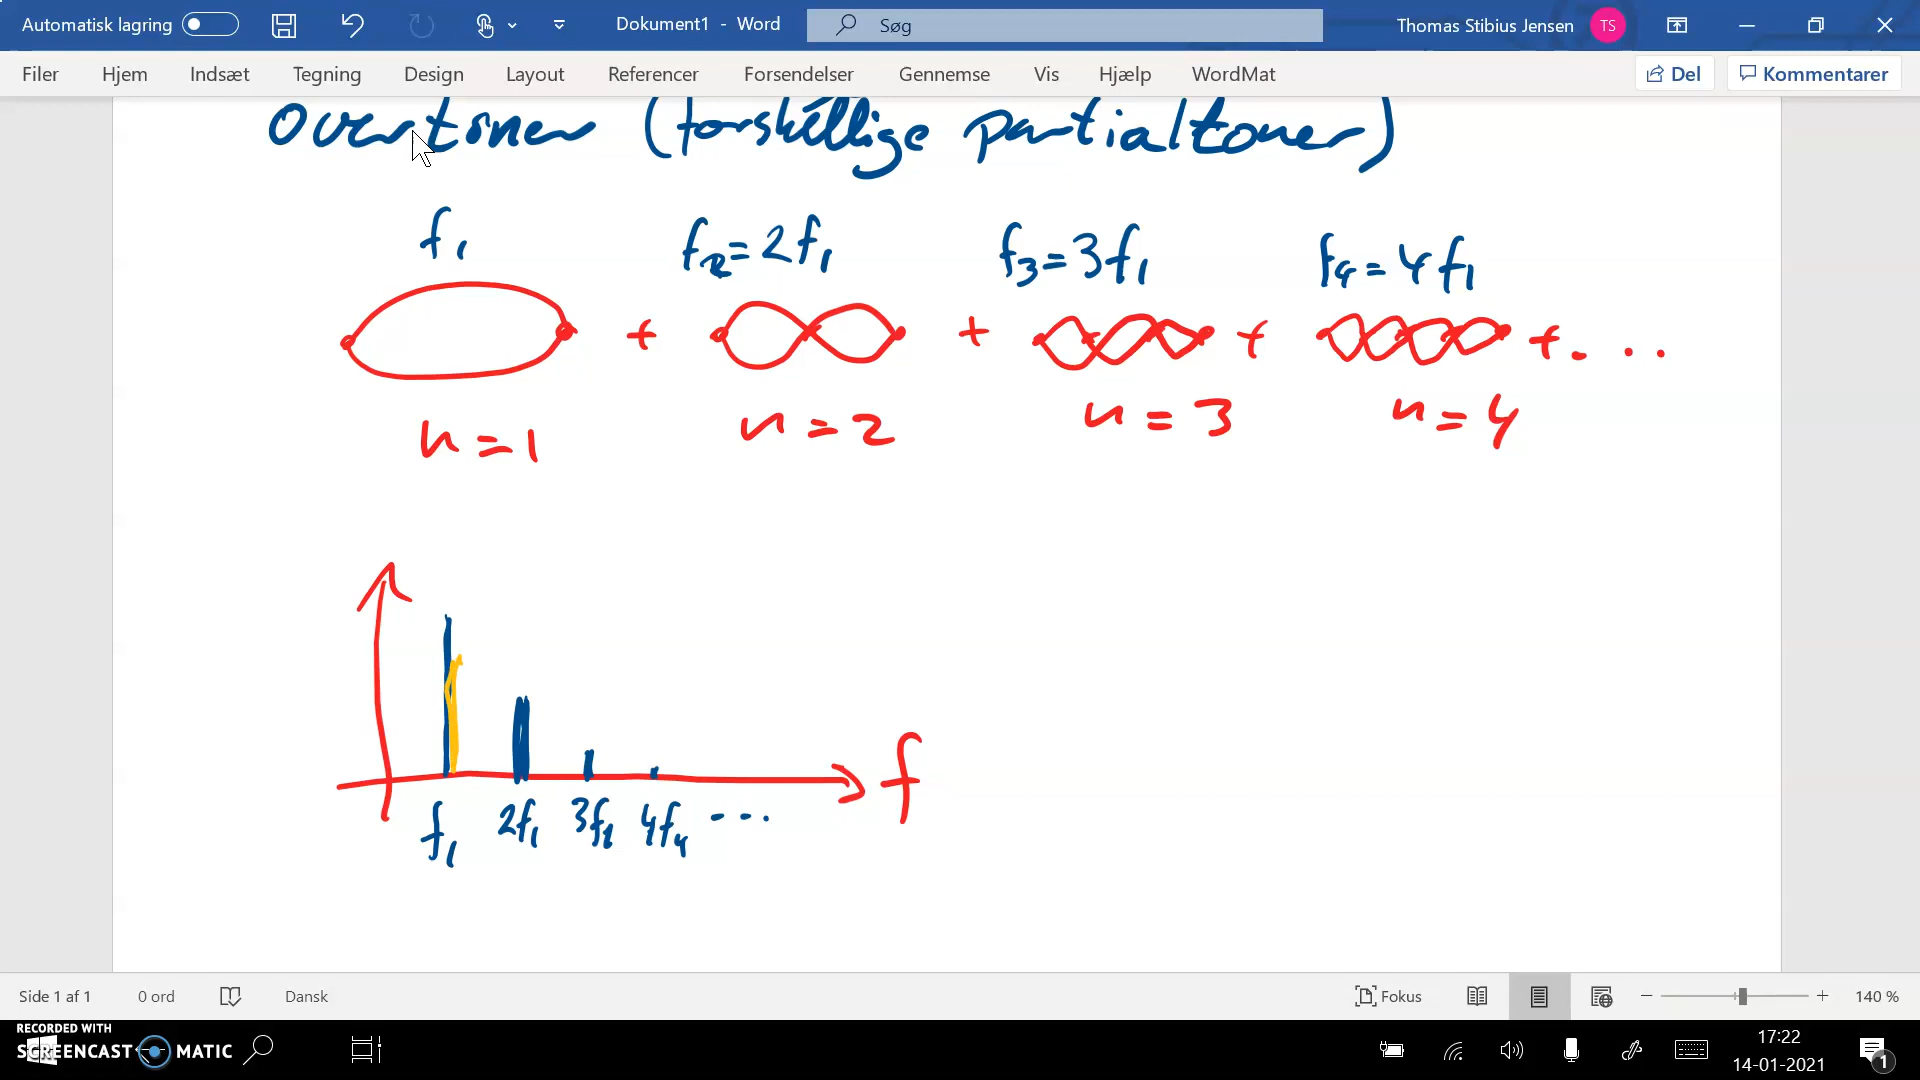 Automatisk lagring Dokument1 - Word Søg Thomas Stibius Jensen TS
Filer Hjem Indsæt Tegning Design Layout Referencer Forsendelser Gennemse Vis Hjælp WordMat Del Kommentarer
Overtoner (forskellige partialtoner)
f₁ f₂=2f₁ f₃=3f₁ f₄=4f₁
+ + + +. ...
n=1 n=2 n=3 n=4
f
f₁ 2f₁ 3f₁ 4f₄ ...
Side 1 af 1 0 ord Dansk Fokus − + 140 %
RECORDED WITH
SCREENCAST MATIC
17:22
14-01-2021
1